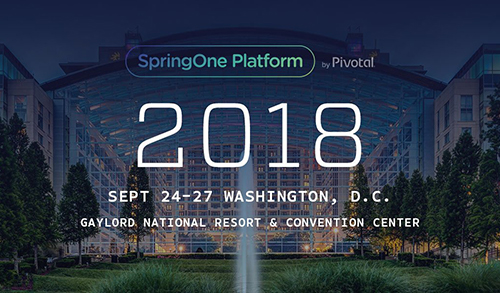 SpringOne Platform by Pivotal
2018
SEPT 24-27 WASHINGTON, D.C.
GAYLORD NATIONAL RESORT & CONVENTION CENTER